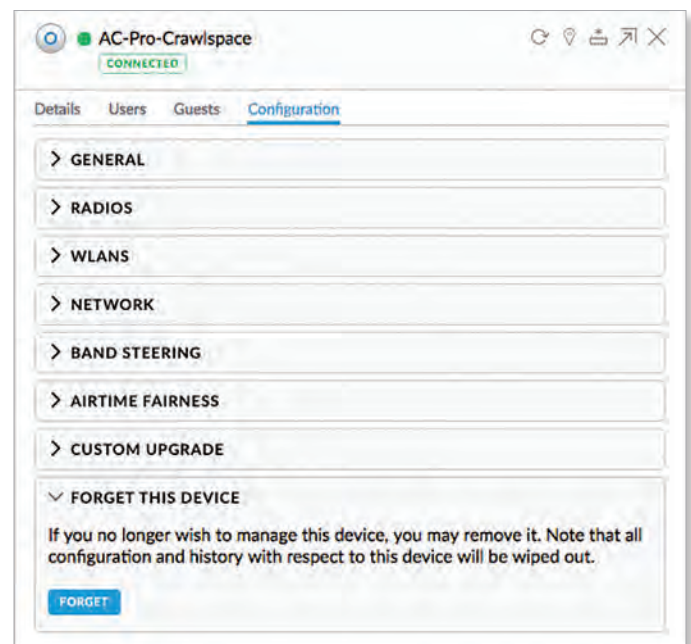 AC-Pro-Crawlspace
CONNECTED
Details Users Guests Configuration
GENERAL
RADIOS
WLANS
NETWORK
BAND STEERING
AIRTIME FAIRNESS
CUSTOM UPGRADE
FORGET THIS DEVICE
If you no longer wish to manage this device, you may remove it. Note that all
configuration and history with respect to this device will be wiped out.
FORGET